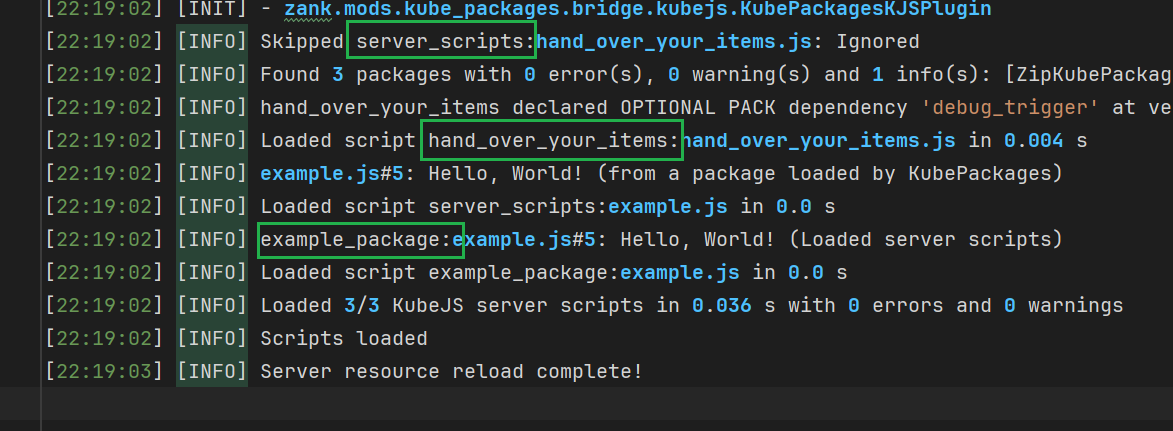 [22:19:02] [INIT] - zank.mods.kube_packages.bridge.kubejs.KubePackagesKJSPlugin
[22:19:02] [INFO] Skipped server_scripts:hand_over_your_items.js: Ignored
[22:19:02] [INFO] Found 3 packages with 0 error(s), 0 warning(s) and 1 info(s): [ZipKubePackag
[22:19:02] [INFO] hand_over_your_items declared OPTIONAL PACK dependency 'debug_trigger' at ve
[22:19:02] [INFO] Loaded script hand_over_your_items:hand_over_your_items.js in 0.004 s
[22:19:02] [INFO] example.js#5: Hello, World! (from a package loaded by KubePackages)
[22:19:02] [INFO] Loaded script server_scripts:example.js in 0.0 s
[22:19:02] [INFO] example_package:example.js#5: Hello, World! (Loaded server scripts)
[22:19:02] [INFO] Loaded script example_package:example.js in 0.0 s
[22:19:02] [INFO] Loaded 3/3 KubeJS server scripts in 0.036 s with 0 errors and 0 warnings
[22:19:02] [INFO] Scripts loaded
[22:19:03] [INFO] Server resource reload complete!